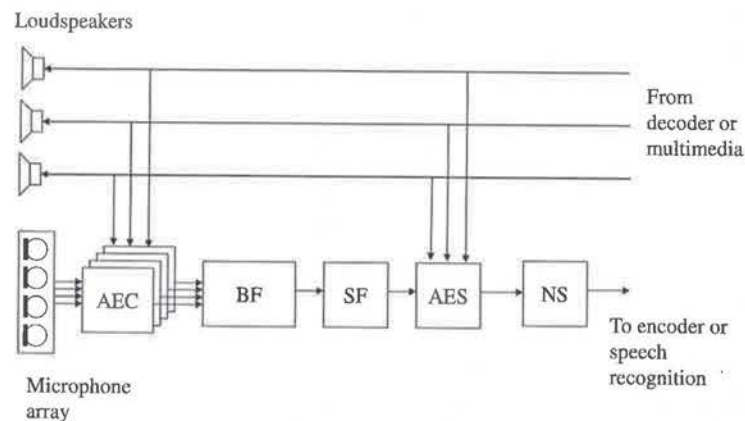 Loudspeakers
From
decoder or
multimedia
AEC
BF
SF
AES
NS
To encoder or
speech
recognition
Microphone
array